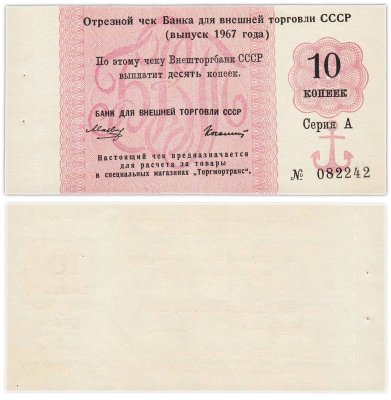 Отрезной чек Банка для внешней торговли СССР
(выпуск 1967 года)
По этому чеку Внешторгбанк СССР
выплатит десять копеек.
БАНК ДЛЯ ВНЕШНЕЙ ТОРГОВЛИ СССР
Настоящий чек предназначается
для расчета за товары
в специальных магазинах „Торгмортранс“.
10
КОПЕЕК
Серия А
№ 082242